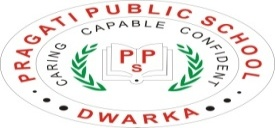 PRAGATI PUBLIC SCHOOL
CARING CAPABLE CONFIDENT
PPS
DWARKA